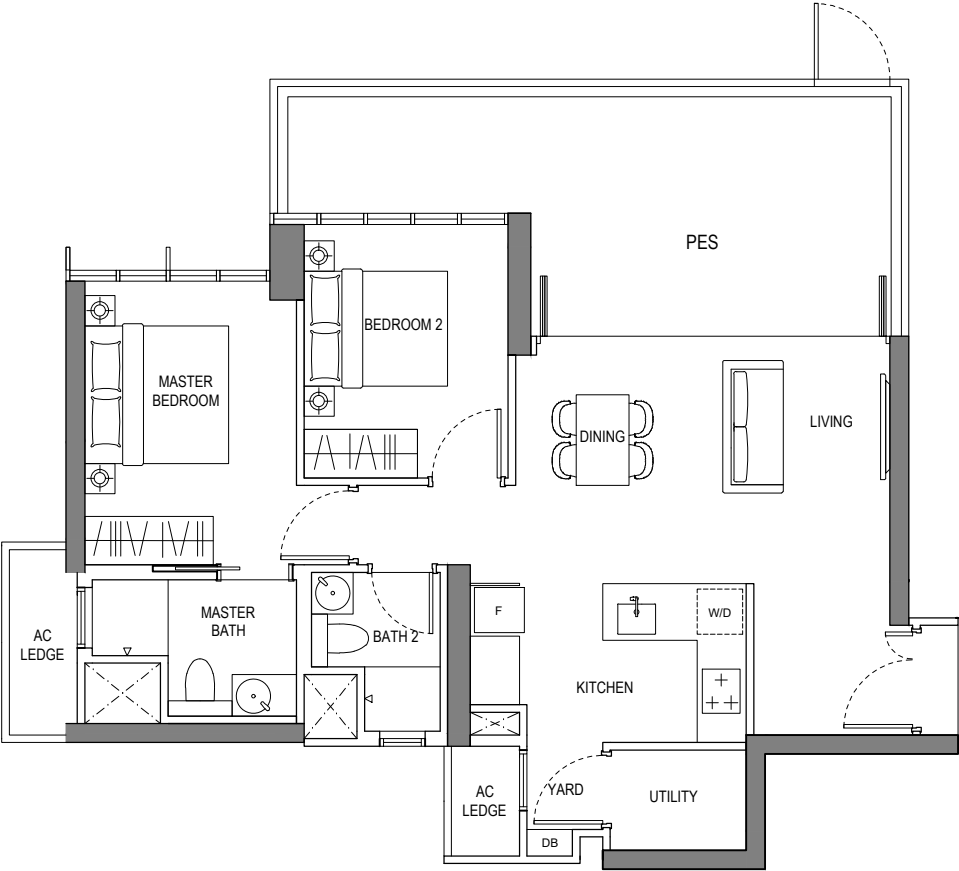 PES
BEDROOM 2
MASTER
BEDROOM
DINING
LIVING
MASTER
BATH
BATH 2
F
W/D
AC
LEDGE
KITCHEN
AC
LEDGE
YARD
UTILITY
DB